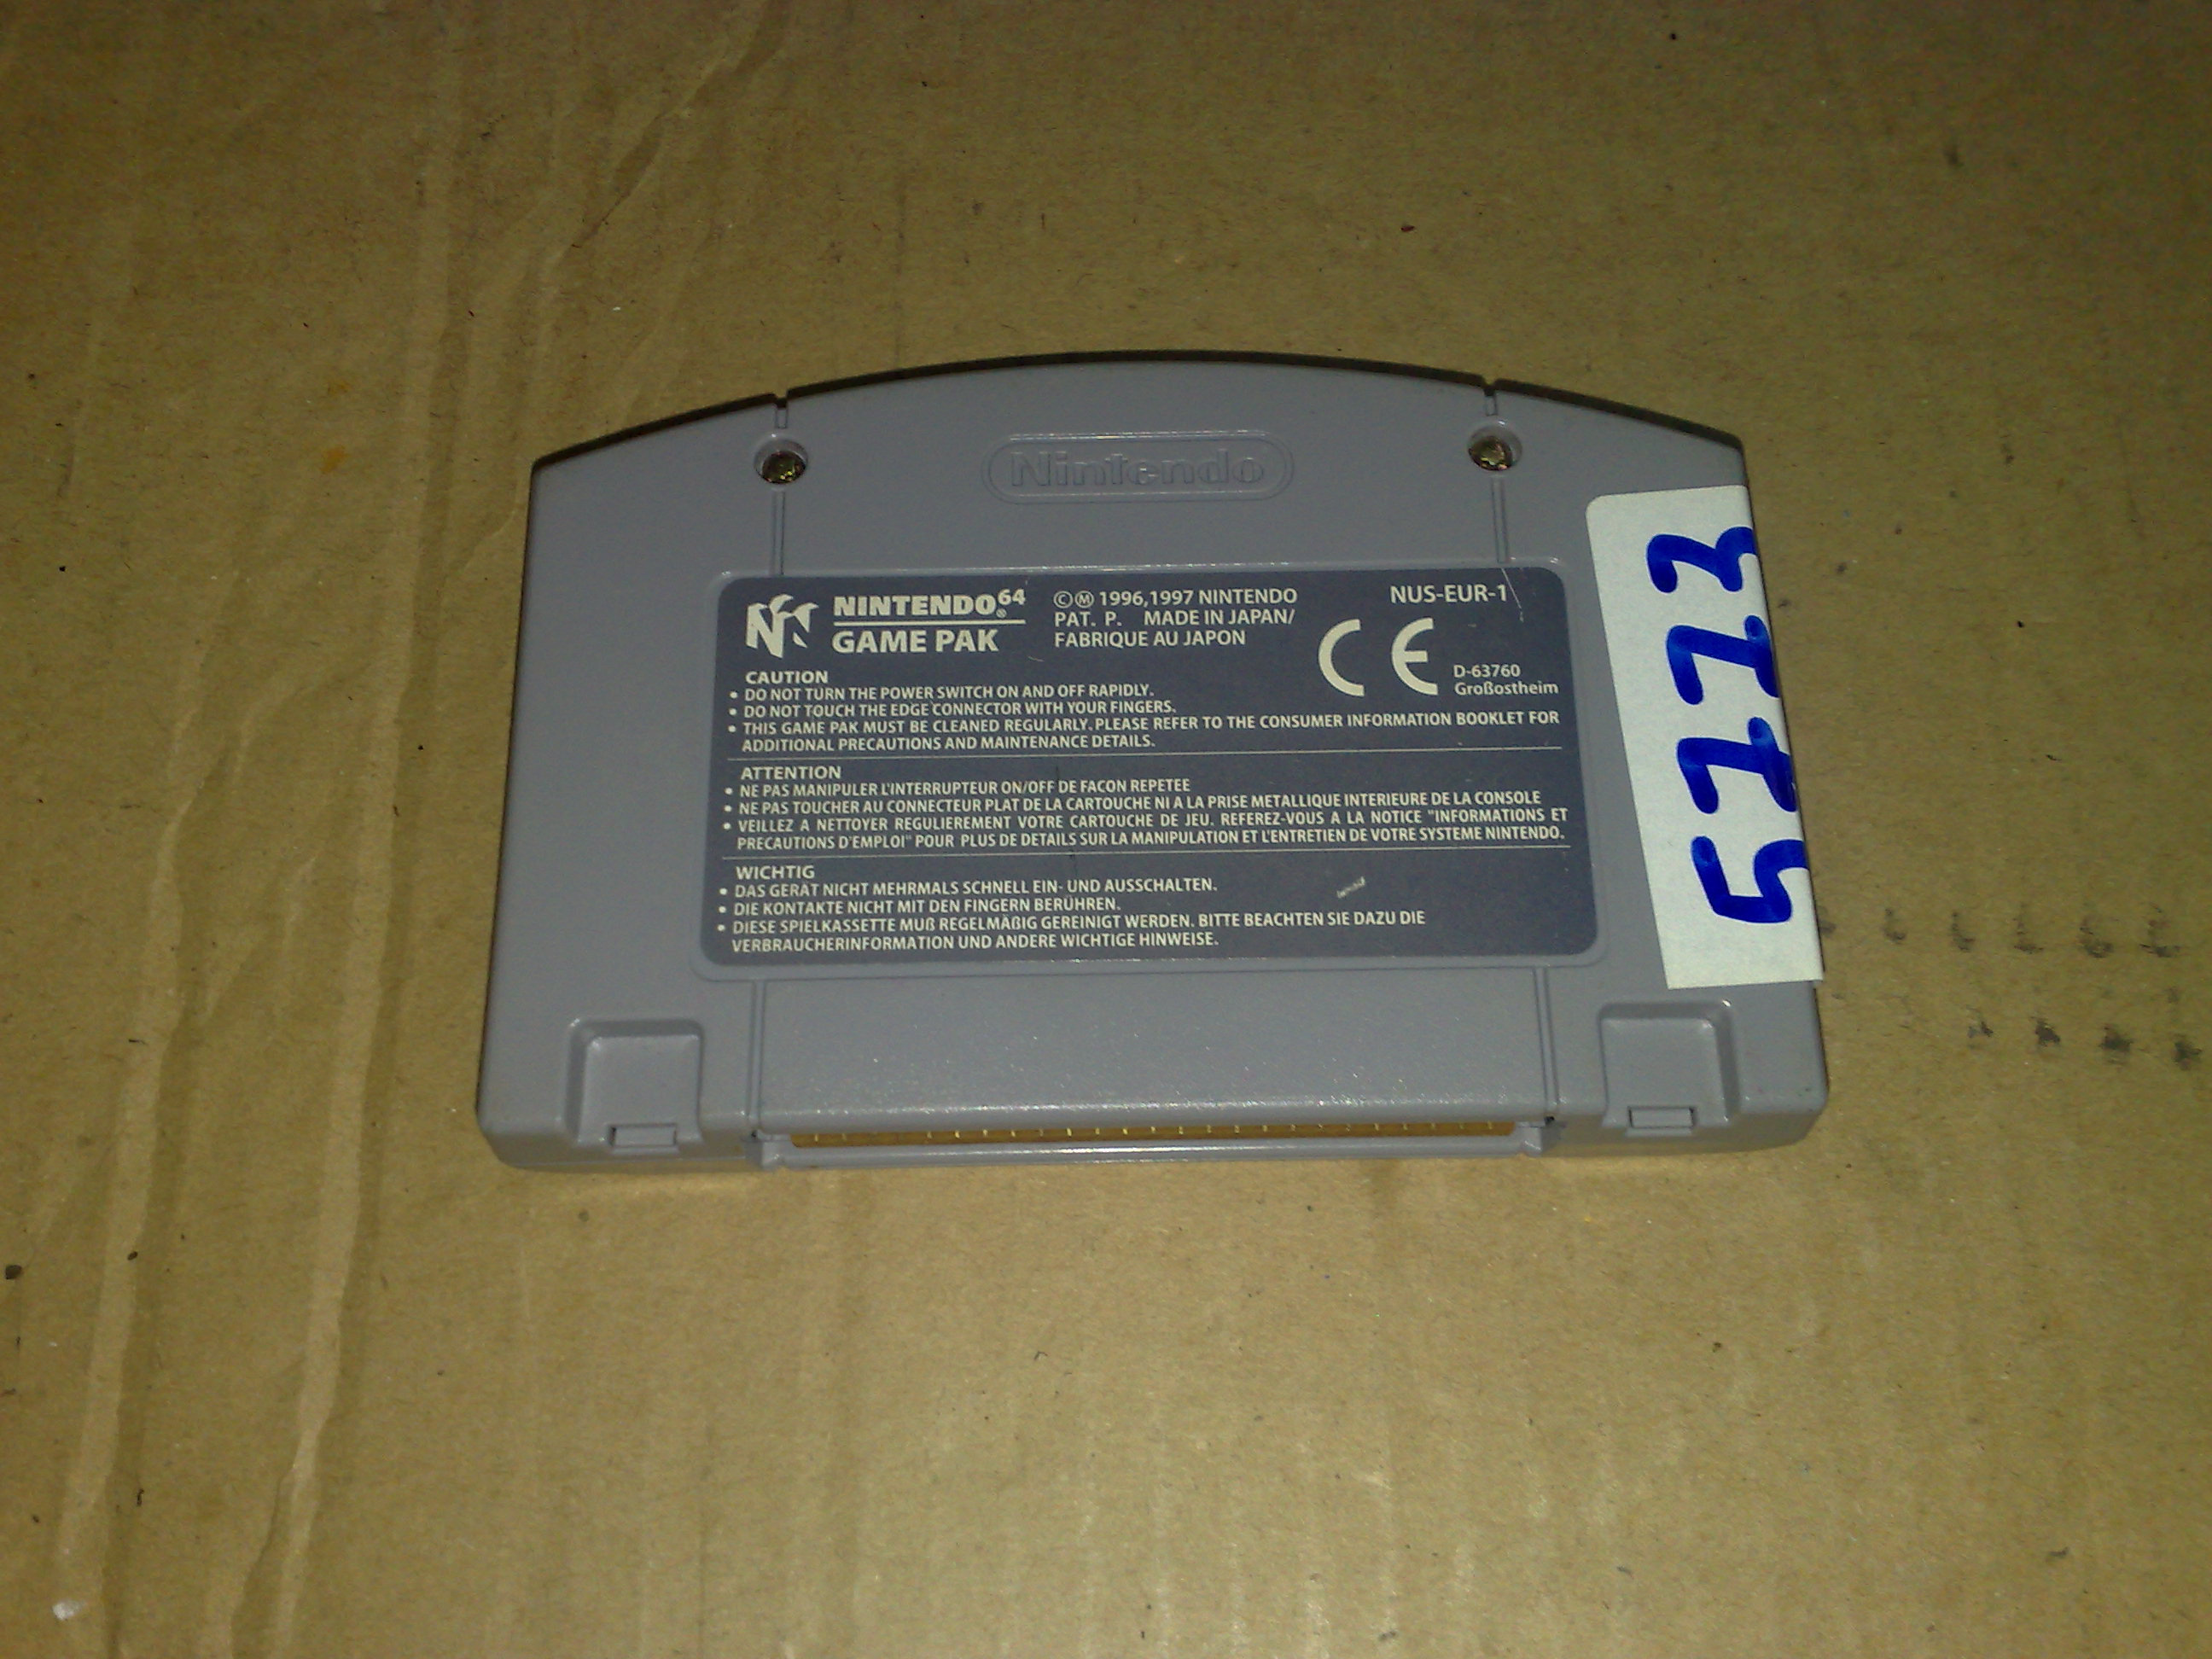 Nintendo
NINTENDO64®
GAME PAK
©Ⓜ 1996,1997 NINTENDO
PAT. P. MADE IN JAPAN/
FABRIQUE AU JAPON
NUS-EUR-1
CE
D-63760
Großostheim
CAUTION
• DO NOT TURN THE POWER SWITCH ON AND OFF RAPIDLY.
• DO NOT TOUCH THE EDGE CONNECTOR WITH YOUR FINGERS.
• THIS GAME PAK MUST BE CLEANED REGULARLY. PLEASE REFER TO THE CONSUMER INFORMATION BOOKLET FOR
ADDITIONAL PRECAUTIONS AND MAINTENANCE DETAILS.
ATTENTION
• NE PAS MANIPULER L'INTERRUPTEUR ON/OFF DE FACON REPETEE
• NE PAS TOUCHER AU CONNECTEUR PLAT DE LA CARTOUCHE NI A LA PRISE METALLIQUE INTERIEURE DE LA CONSOLE
• VEILLEZ A NETTOYER REGULIEREMENT VOTRE CARTOUCHE DE JEU. REFEREZ-VOUS A LA NOTICE "INFORMATIONS ET
PRECAUTIONS D'EMPLOI" POUR PLUS DE DETAILS SUR LA MANIPULATION ET L'ENTRETIEN DE VOTRE SYSTEME NINTENDO.
WICHTIG
• DAS GERÄT NICHT MEHRMALS SCHNELL EIN- UND AUSSCHALTEN.
• DIE KONTAKTE NICHT MIT DEN FINGERN BERÜHREN.
• DIESE SPIELKASSETTE MUß REGELMÄßIG GEREINIGT WERDEN. BITTE BEACHTEN SIE DAZU DIE
VERBRAUCHERINFORMATION UND ANDERE WICHTIGE HINWEISE.
5773